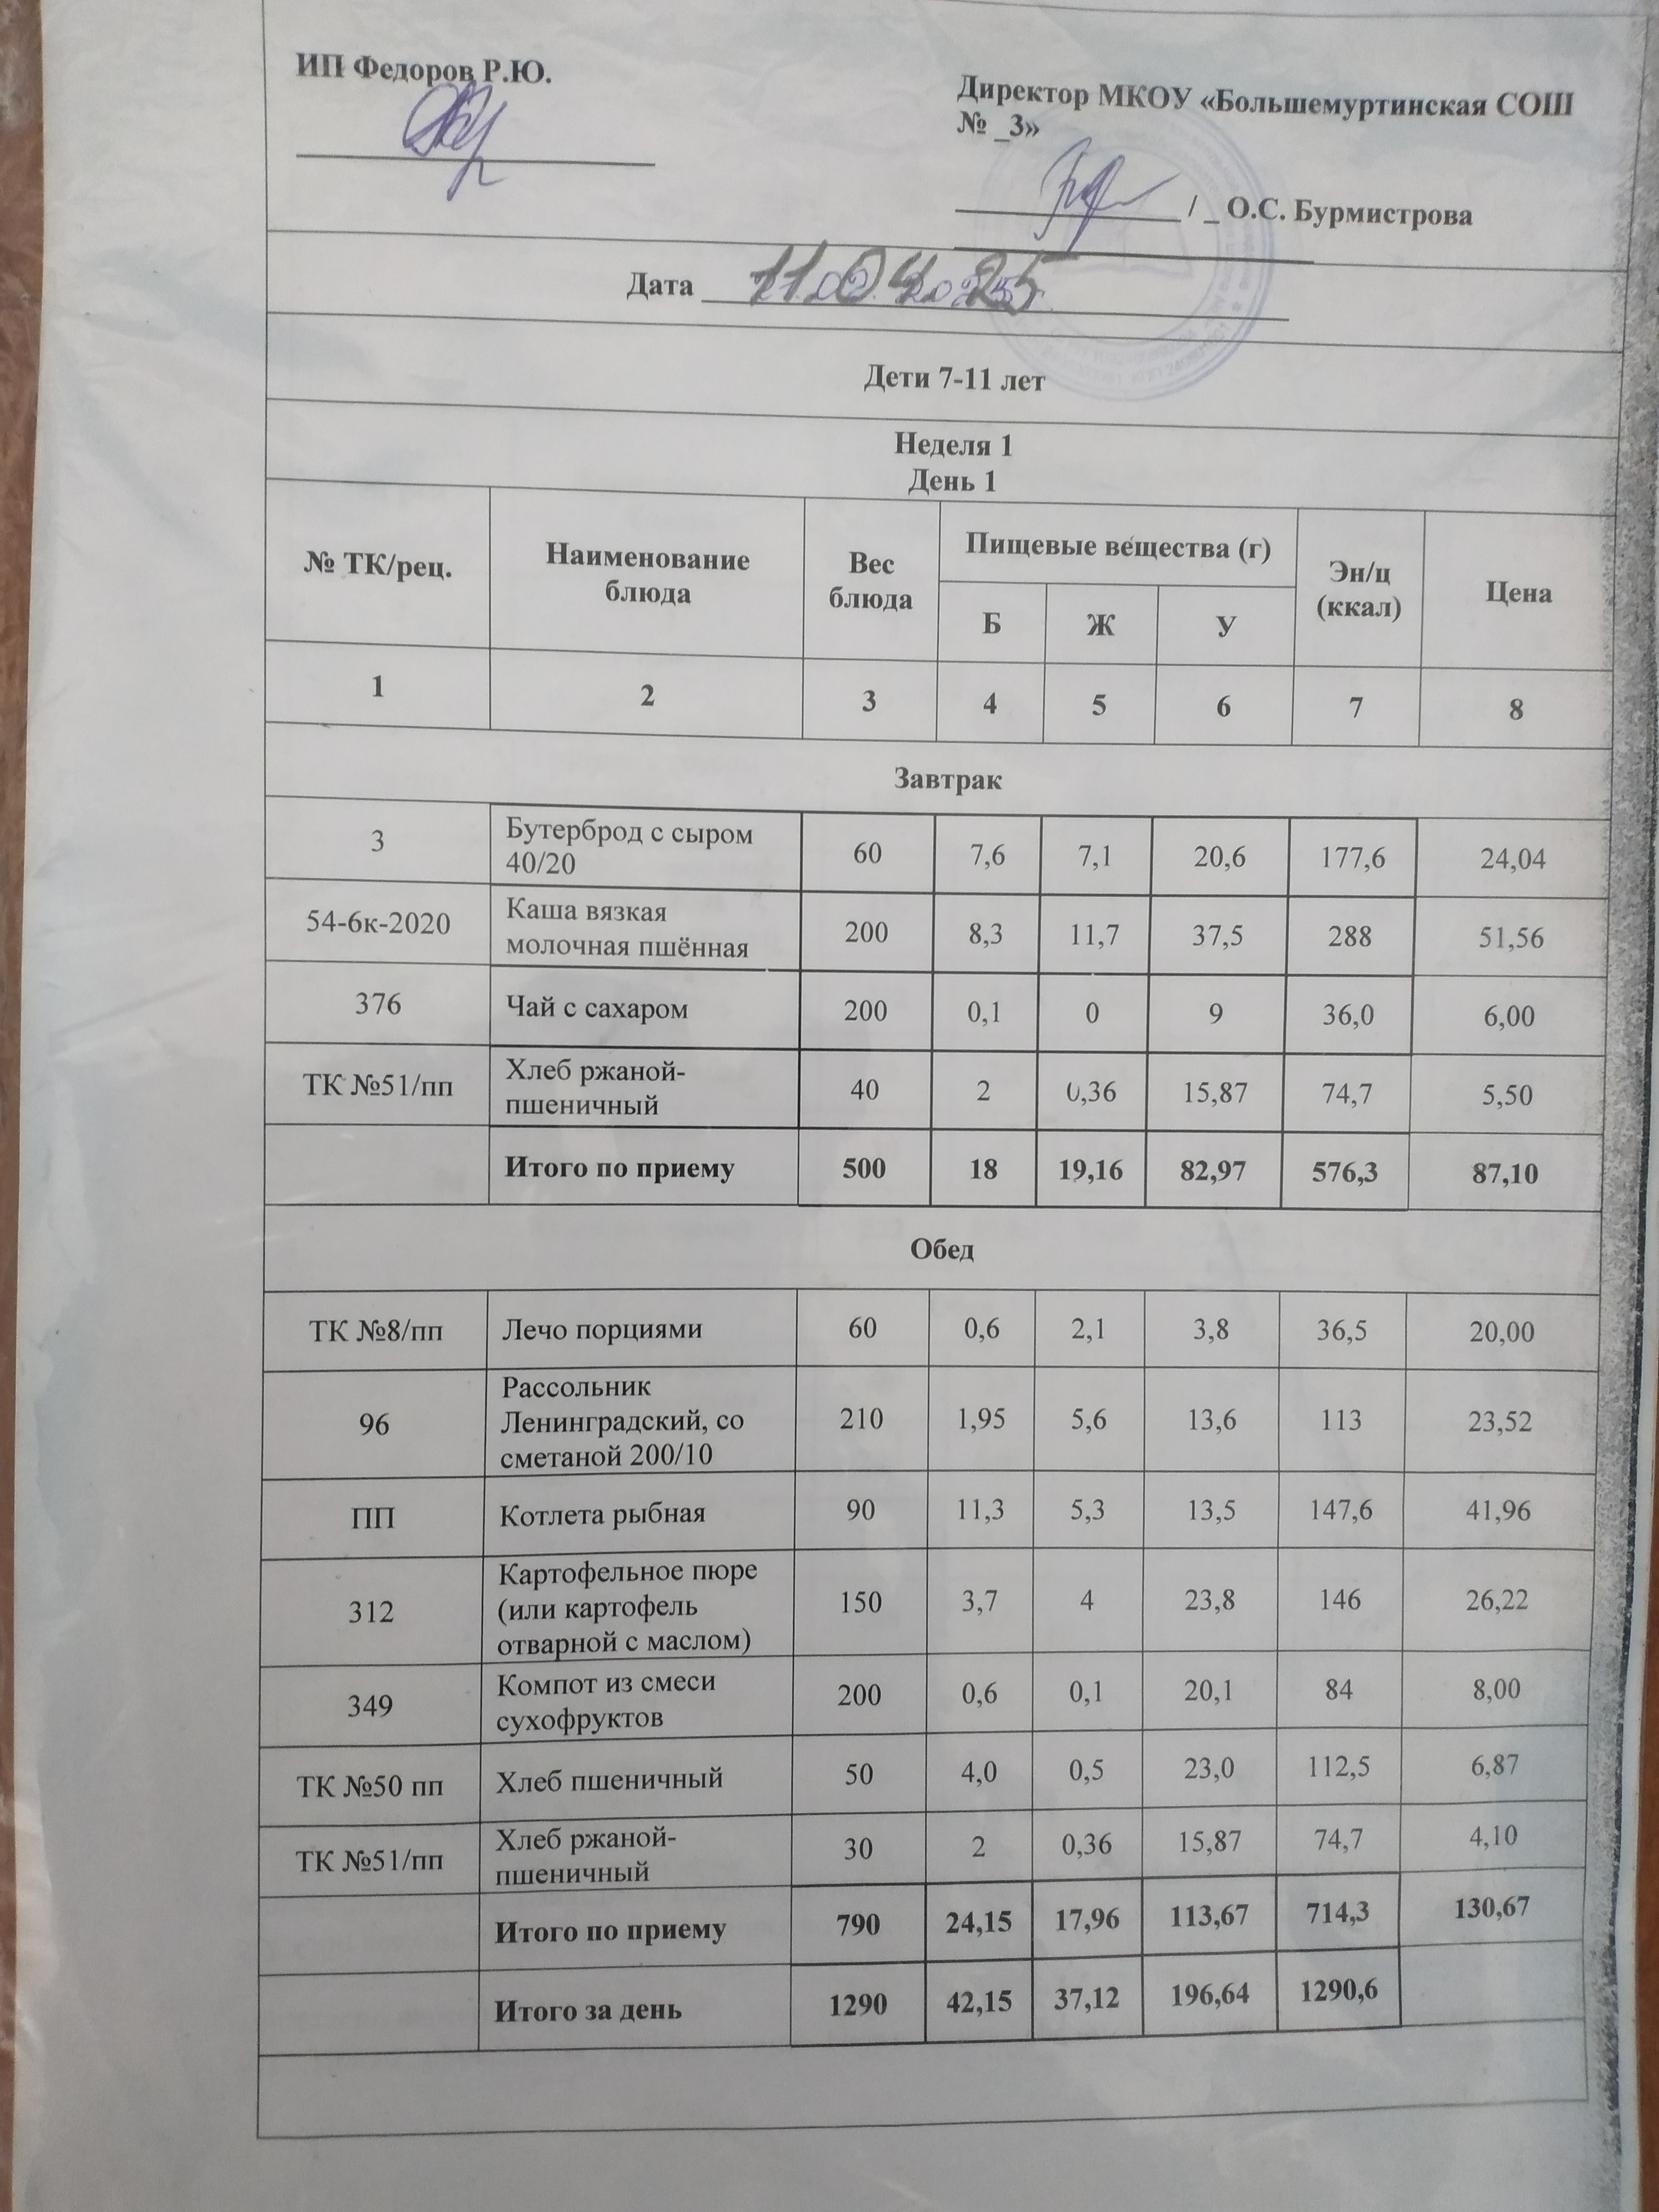 ИП Федоров Р.Ю.
Директор МКОУ «Большемуртинская СОШ
№ _3»
/ _ О.С. Бурмистрова
Дата 11.04.25
Дети 7-11 лет
Неделя 1
День 1
№ ТК/рец. Наименование блюда Вес блюда Пищевые вещества (г) Эн/ц (ккал) Цена
Б Ж У
1 2 3 4 5 6 7 8
Завтрак
3 Бутерброд с сыром 40/20 60 7,6 7,1 20,6 177,6 24,04
54-6к-2020 Каша вязкая молочная пшённая 200 8,3 11,7 37,5 288 51,56
376 Чай с сахаром 200 0,1 0 9 36,0 6,00
ТК №51/пп Хлеб ржаной-пшеничный 40 2 0,36 15,87 74,7 5,50
Итого по приему 500 18 19,16 82,97 576,3 87,10
Обед
ТК №8/пп Лечо порциями 60 0,6 2,1 3,8 36,5 20,00
96 Рассольник Ленинградский, со сметаной 200/10 210 1,95 5,6 13,6 113 23,52
ПП Котлета рыбная 90 11,3 5,3 13,5 147,6 41,96
312 Картофельное пюре (или картофель отварной с маслом) 150 3,7 4 23,8 146 26,22
349 Компот из смеси сухофруктов 200 0,6 0,1 20,1 84 8,00
ТК №50 пп Хлеб пшеничный 50 4,0 0,5 23,0 112,5 6,87
ТК №51/пп Хлеб ржаной-пшеничный 30 2 0,36 15,87 74,7 4,10
Итого по приему 790 24,15 17,96 113,67 714,3 130,67
Итого за день 1290 42,15 37,12 196,64 1290,6